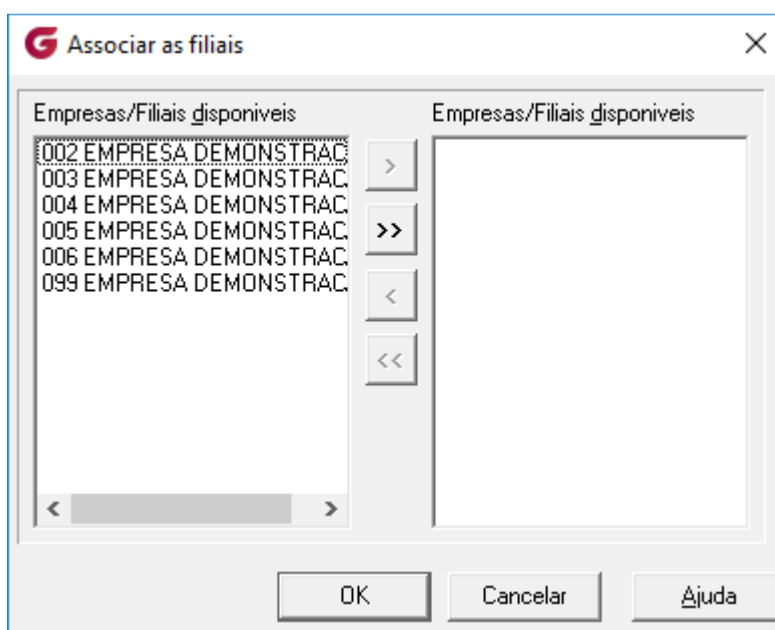 Associar as filiais
Empresas/Filiais disponiveis
002 EMPRESA DEMONSTRAC
003 EMPRESA DEMONSTRAC
004 EMPRESA DEMONSTRAC
005 EMPRESA DEMONSTRAC
006 EMPRESA DEMONSTRAC
099 EMPRESA DEMONSTRAC
>
>>
<
<<
Empresas/Filiais disponiveis
OK
Cancelar
Ajuda